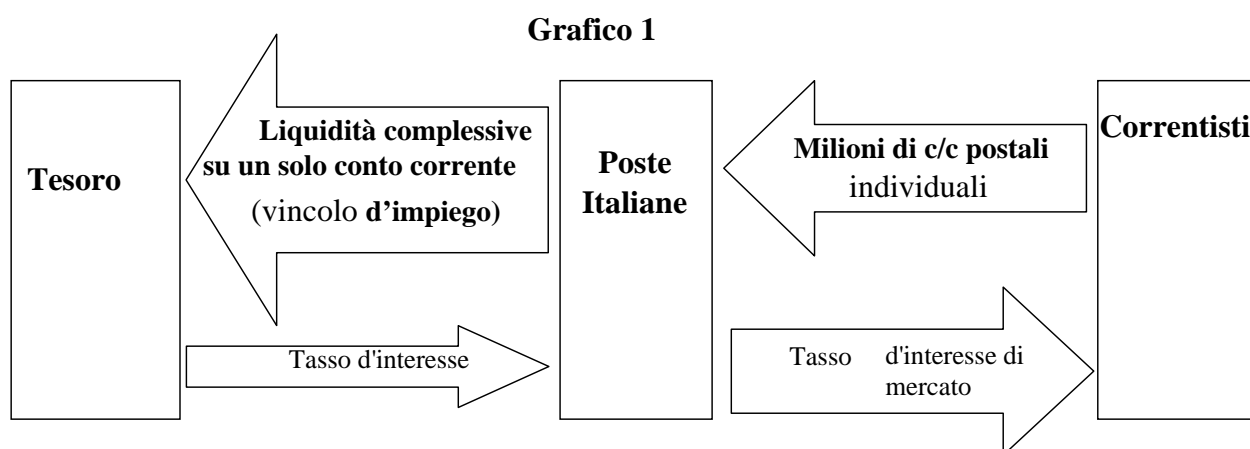 Grafico 1
Tesoro
Liquidità complessive
su un solo conto corrente
(vincolo d’impiego)
Tasso d'interesse
Poste
Italiane
Milioni di c/c postali
individuali
Tasso d'interesse di
mercato
Correntisti